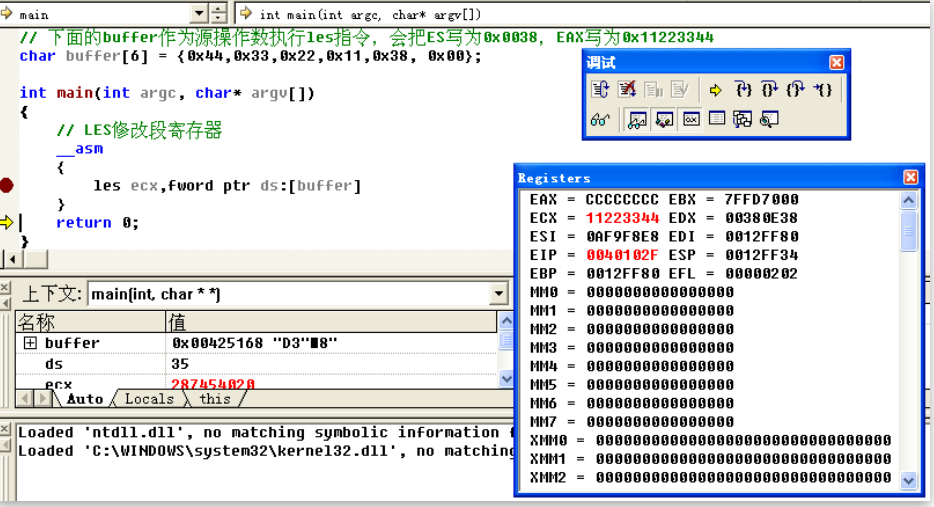 main
int main(int argc, char* argv[])
// 下面的buffer作为源操作数执行les指令，会把ES写为0x0038，EAX写为0x11223344
char buffer[6] = {0x44,0x33,0x22,0x11,0x38, 0x00};
int main(int argc, char* argv[])
{
// LES修改段寄存器
__asm
{
les ecx,fword ptr ds:[buffer]
}
return 0;
}
调试
Registers
EAX = CCCCCCCC EBX = 7FFD7000
ECX = 11223344 EDX = 00380E38
ESI = 0AF9F8E8 EDI = 0012FF80
EIP = 0040102F ESP = 0012FF34
EBP = 0012FF80 EFL = 00000202
MM0 = 0000000000000000
MM1 = 0000000000000000
MM2 = 0000000000000000
MM3 = 0000000000000000
MM4 = 0000000000000000
MM5 = 0000000000000000
MM6 = 0000000000000000
MM7 = 0000000000000000
XMM0 = 00000000000000000000000000000000
XMM1 = 00000000000000000000000000000000
XMM2 = 00000000000000000000000000000000
上下文: main(int, char * *)
名称 值
buffer 0x00425168 "D3"■8"
ds 35
ecx 287454020
Auto Locals this
Loaded 'ntdll.dll', no matching symbolic information
Loaded 'C:\WINDOWS\system32\kernel32.dll', no matching